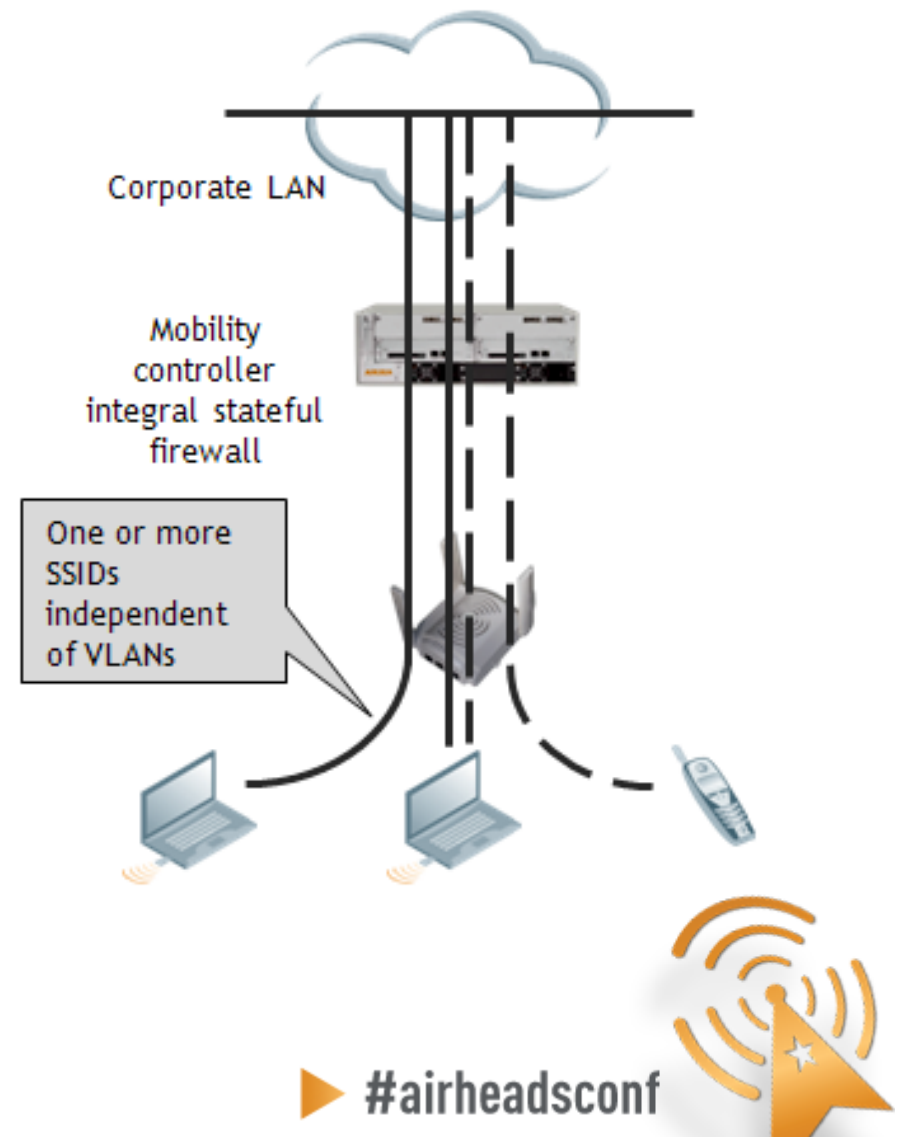 Corporate LAN
Mobility
controller
integral stateful
firewall
One or more
SSIDs
independent
of VLANs
#airheadsconf